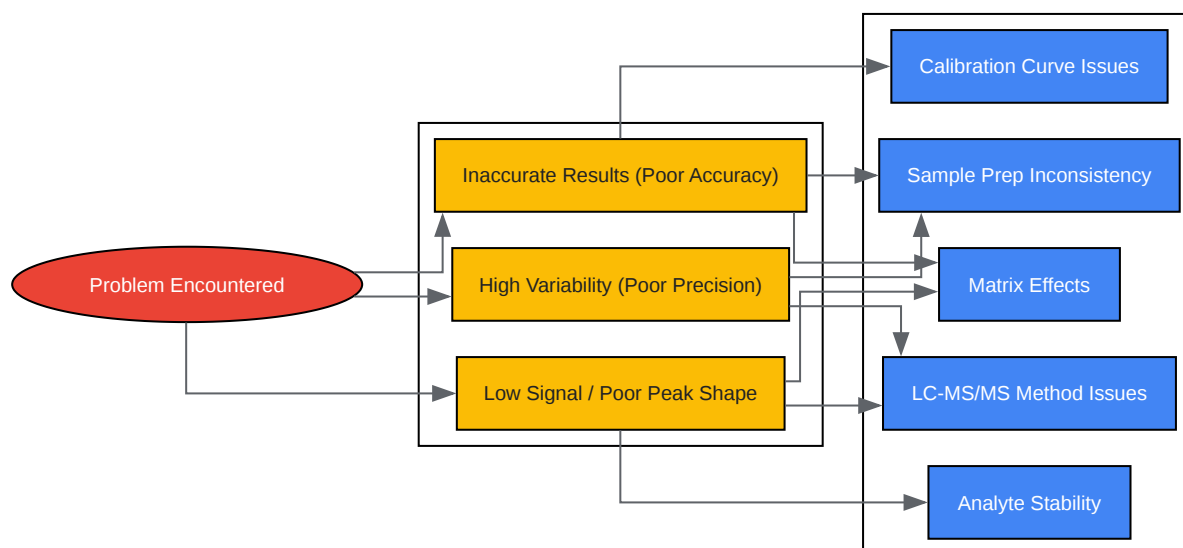 Problem Encountered
Inaccurate Results (Poor Accuracy)
High Variability (Poor Precision)
Low Signal / Poor Peak Shape
Calibration Curve Issues
Sample Prep Inconsistency
Matrix Effects
LC-MS/MS Method Issues
Analyte Stability